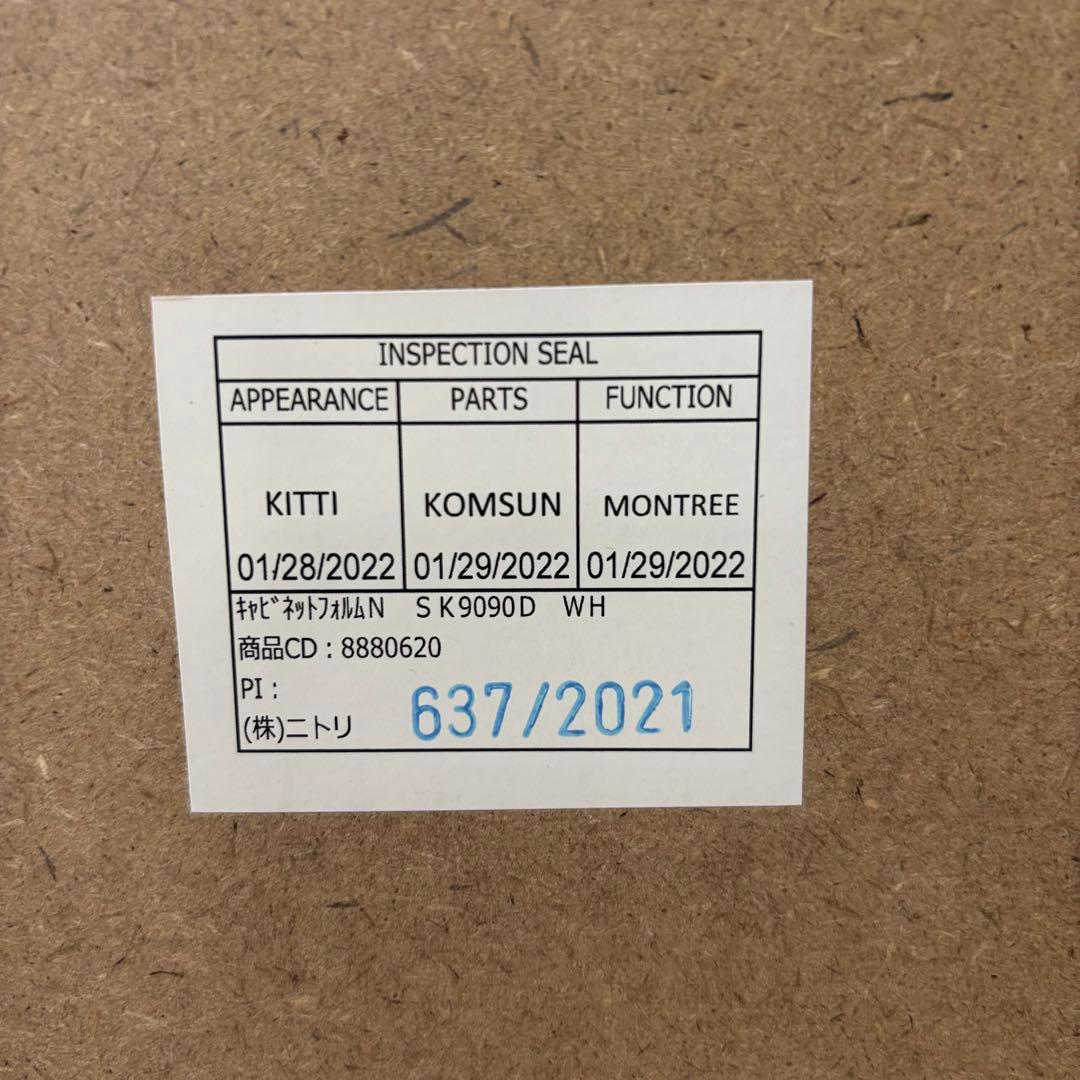 INSPECTION SEAL
APPEARANCE PARTS FUNCTION
KITTI KOMSUN MONTREE
01/28/2022 01/29/2022 01/29/2022
ｷｬﾋﾞﾈｯﾄﾌｫﾙﾑN　ＳＫ9090Ｄ　ＷＨ
商品CD：8880620
PI： 637/2021
(株)ニトリ